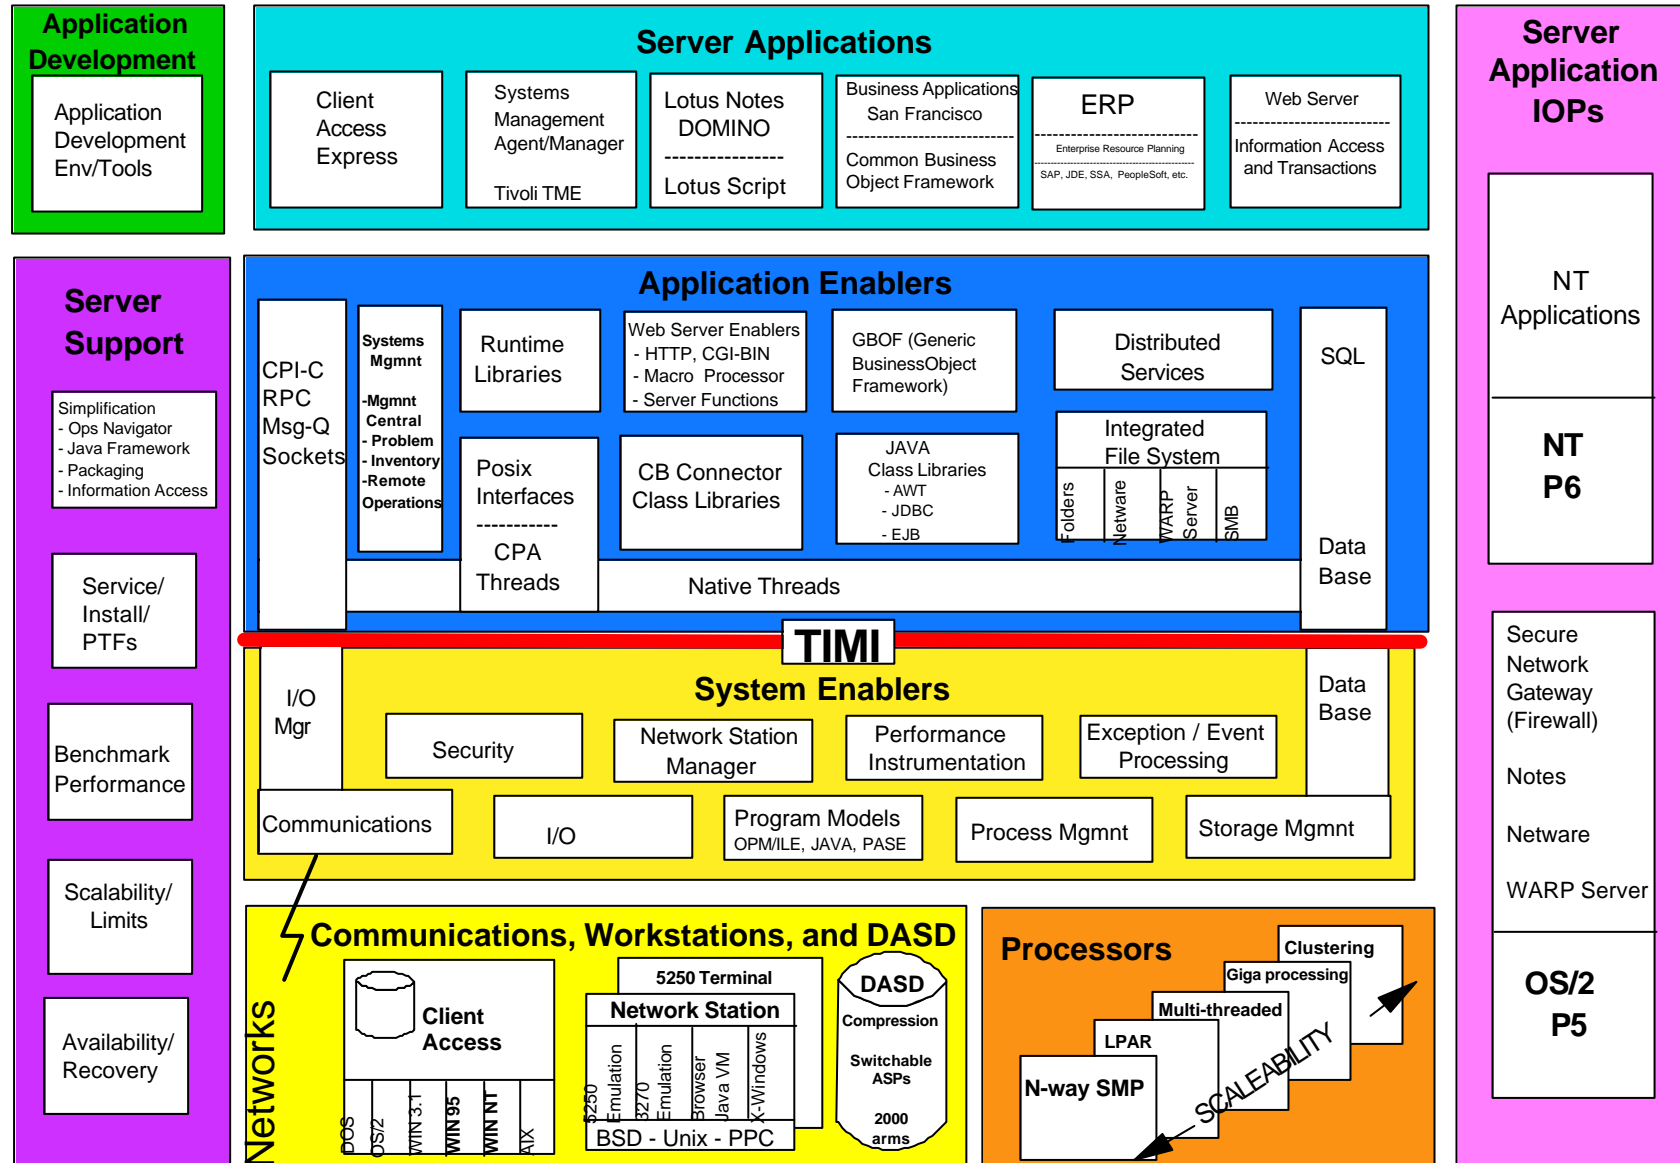 Application
Development
Application
Development
Env/Tools
Server Applications
Client
Access
Express
Systems
Management
Agent/Manager
Tivoli TME
Lotus Notes
DOMINO
----------------
Lotus Script
Business Applications
San Francisco
----------------------------
Common Business
Object Framework
ERP
----------------------------
Enterprise Resource Planning
----------------------------------------------------
SAP, JDE, SSA, PeopleSoft, etc.
Web Server
---------------------
Information Access
and Transactions
Server
Application
IOPs
NT
Applications
NT
P6
Secure
Network
Gateway
(Firewall)
Notes
Netware
WARP Server
OS/2
P5
Server
Support
Simplification
- Ops Navigator
- Java Framework
- Packaging
- Information Access
Service/
Install/
PTFs
Benchmark
Performance
Scalability/
Limits
Availability/
Recovery
Application Enablers
CPI-C
RPC
Msg-Q
Sockets
Systems
Mgmnt
-Mgmnt
Central
- Problem
- Inventory
-Remote
Operations
Runtime
Libraries
Posix
Interfaces
-----------
CPA
Threads
Web Server Enablers
- HTTP, CGI-BIN
- Macro Processor
- Server Functions
CB Connector
Class Libraries
GBOF (Generic
BusinessObject
Framework)
JAVA
Class Libraries
- AWT
- JDBC
- EJB
Distributed
Services
Integrated
File System
Folders
Netware
WARP
Server
SMB
SQL
Data
Base
Native Threads
TIMI
System Enablers
I/O
Mgr
Security
Network Station
Manager
Performance
Instrumentation
Exception / Event
Processing
Data
Base
Communications
I/O
Program Models
OPM/ILE, JAVA, PASE
Process Mgmnt
Storage Mgmnt
Communications, Workstations, and DASD
Networks
Client
Access
DOS
OS/2
WIN 3.1
WIN 95
WIN NT
AIX
5250 Terminal
Network Station
5250
Emulation
3270
Emulation
Browser
Java VM
X-Windows
BSD - Unix - PPC
DASD
Compression
Switchable
ASPs
2000
arms
Processors
Clustering
Giga processing
Multi-threaded
LPAR
N-way SMP
SCALEABILITY